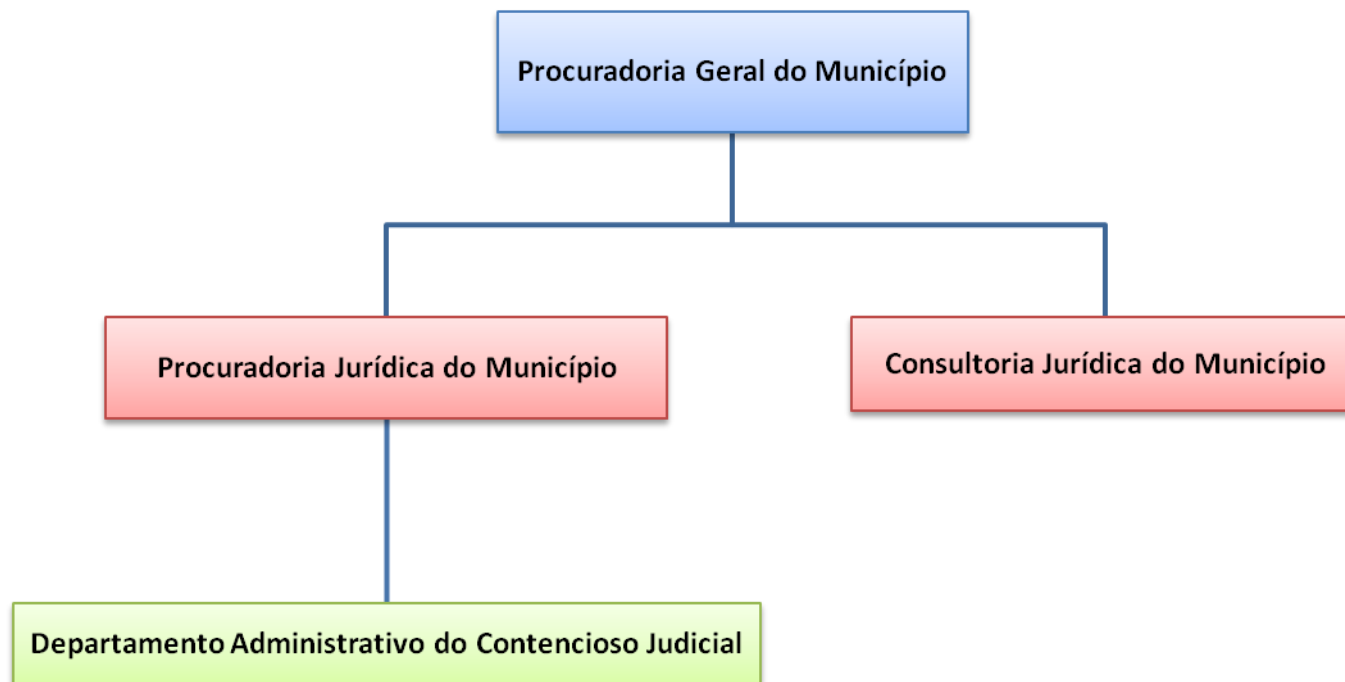 Procuradoria Geral do Município
Procuradoria Jurídica do Município
Consultoria Jurídica do Município
Departamento Administrativo do Contencioso Judicial